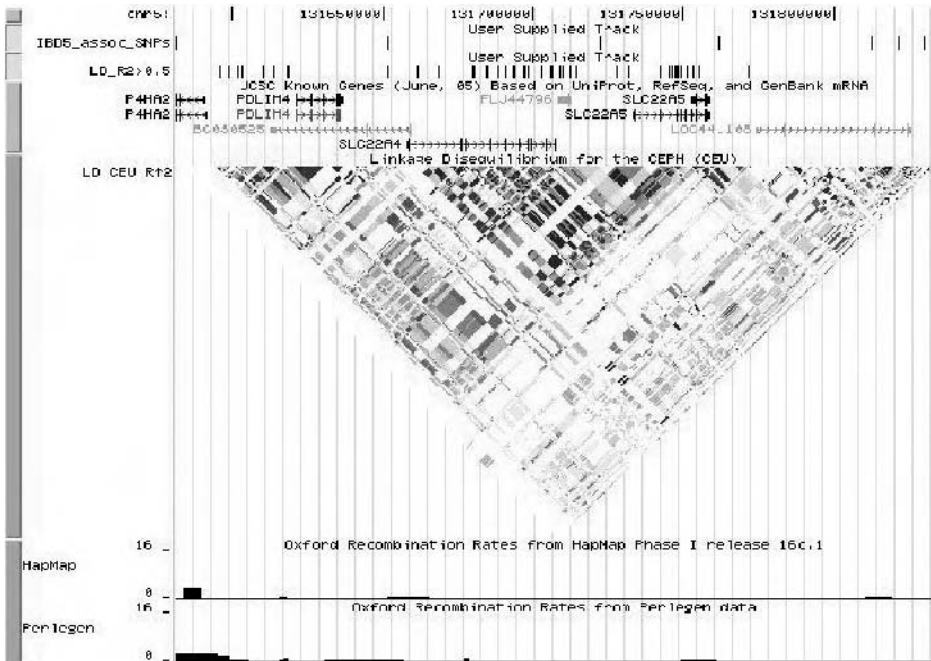 chr5: 131650000| 131700000| 131750000| 131800000|
User Supplied Track
IBD5_assoc_SNPs
User Supplied Track
LD_R2>0.5
UCSC Known Genes (June, 05) Based on UniProt, RefSeq, and GenBank mRNA
P4HA2 PDLIM4 FLJ44796 SLC22A5
P4HA2 PDLIM4 SLC22A5
BC080525
SLC22A4
Linkage Disequilibrium for the CEPH (CEU)
LD CEU R^2
16 _ Oxford Recombination Rates from HapMap Phase I release 16c.1
HapMap
0 _
16 _ Oxford Recombination Rates from Perlegen data
Perlegen
0 _